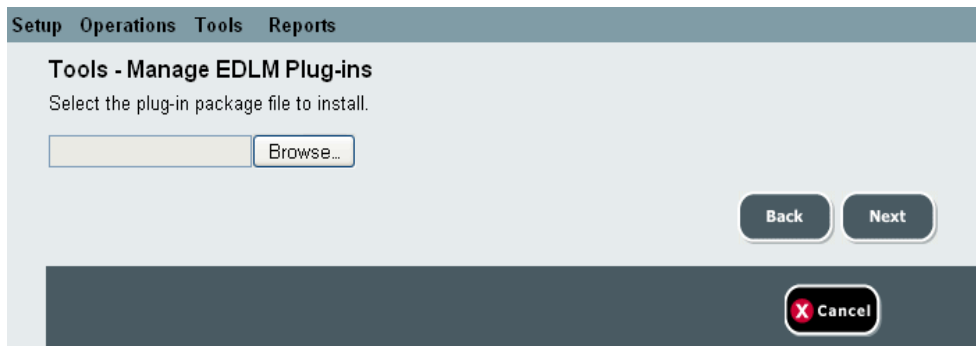 Setup Operations Tools Reports
Tools - Manage EDLM Plug-ins
Select the plug-in package file to install.
Browse...
Back Next
X Cancel